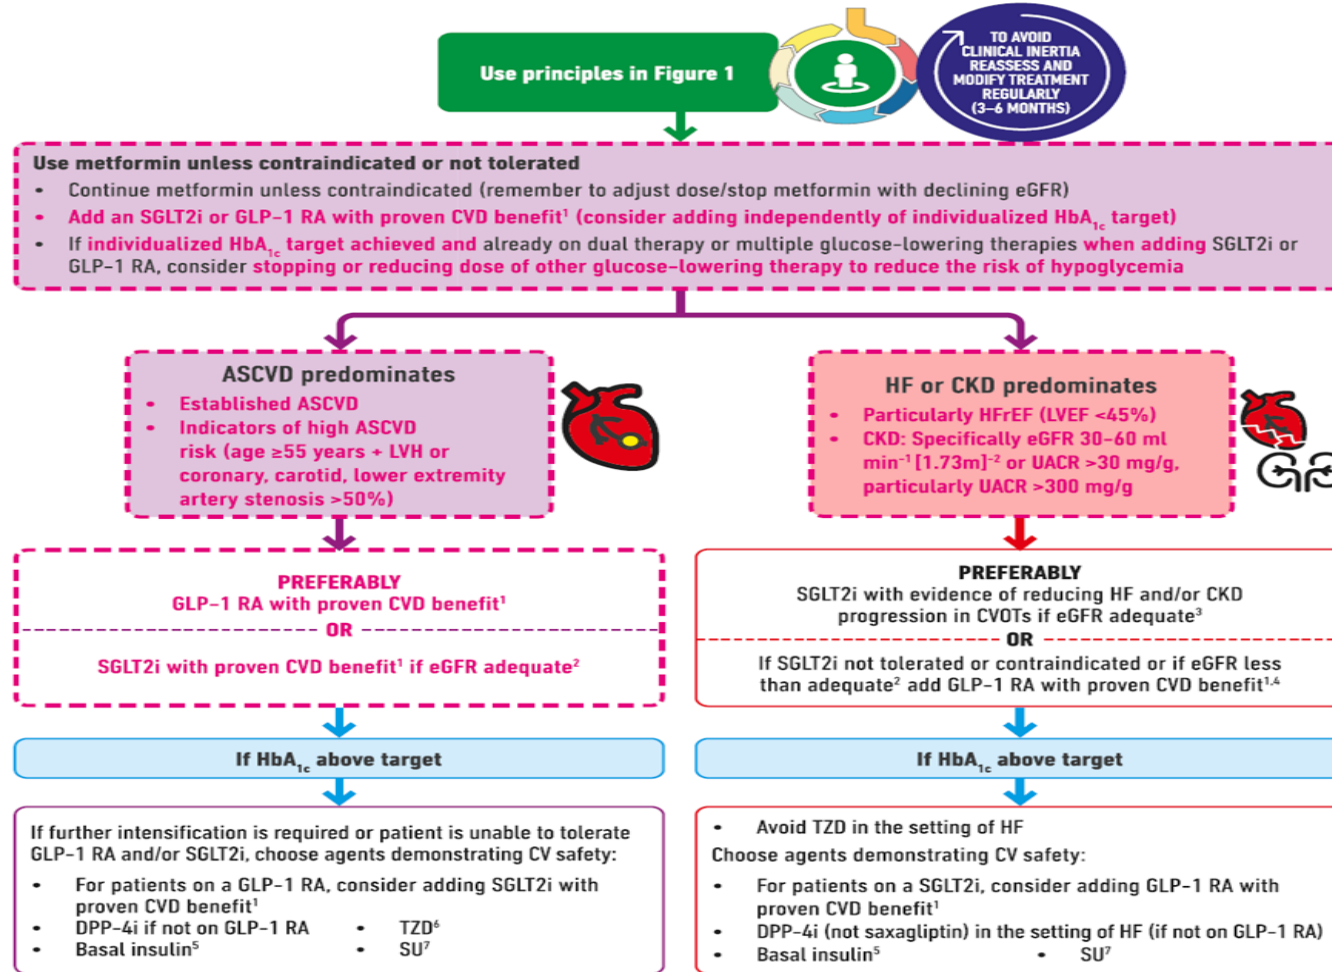 Use principles in Figure 1
TO AVOID
CLINICAL INERTIA
REASSESS AND
MODIFY TREATMENT
REGULARLY
(3–6 MONTHS)
Use metformin unless contraindicated or not tolerated
• Continue metformin unless contraindicated (remember to adjust dose/stop metformin with declining eGFR)
• Add an SGLT2i or GLP-1 RA with proven CVD benefit¹ (consider adding independently of individualized HbA₁c target)
• If individualized HbA₁c target achieved and already on dual therapy or multiple glucose-lowering therapies when adding SGLT2i or
GLP-1 RA, consider stopping or reducing dose of other glucose-lowering therapy to reduce the risk of hypoglycemia
ASCVD predominates
• Established ASCVD
• Indicators of high ASCVD
risk (age ≥55 years + LVH or
coronary, carotid, lower extremity
artery stenosis >50%)
HF or CKD predominates
• Particularly HFrEF (LVEF <45%)
• CKD: Specifically eGFR 30–60 ml
min⁻¹ [1.73m]⁻² or UACR >30 mg/g,
particularly UACR >300 mg/g
PREFERABLY
GLP-1 RA with proven CVD benefit¹
OR
SGLT2i with proven CVD benefit¹ if eGFR adequate²
PREFERABLY
SGLT2i with evidence of reducing HF and/or CKD
progression in CVOTs if eGFR adequate³
OR
If SGLT2i not tolerated or contraindicated or if eGFR less
than adequate² add GLP-1 RA with proven CVD benefit¹,⁴
If HbA₁c above target
If HbA₁c above target
If further intensification is required or patient is unable to tolerate
GLP-1 RA and/or SGLT2i, choose agents demonstrating CV safety:
• For patients on a GLP-1 RA, consider adding SGLT2i with
proven CVD benefit¹
• DPP-4i if not on GLP-1 RA • TZD⁶
• Basal insulin⁵ • SU⁷
• Avoid TZD in the setting of HF
Choose agents demonstrating CV safety:
• For patients on a SGLT2i, consider adding GLP-1 RA with
proven CVD benefit¹
• DPP-4i (not saxagliptin) in the setting of HF (if not on GLP-1 RA)
• Basal insulin⁵ • SU⁷